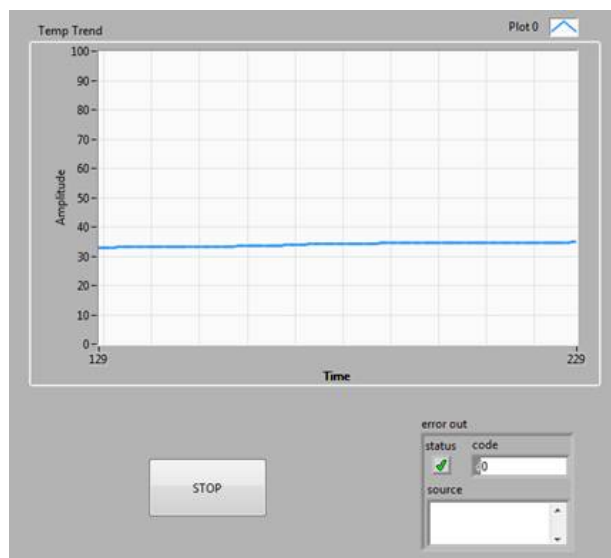 Temp Trend
Plot 0
100
90
80
70
60
50
40
30
20
10
0
Amplitude
129
229
Time
STOP
error out
status
code
0
source